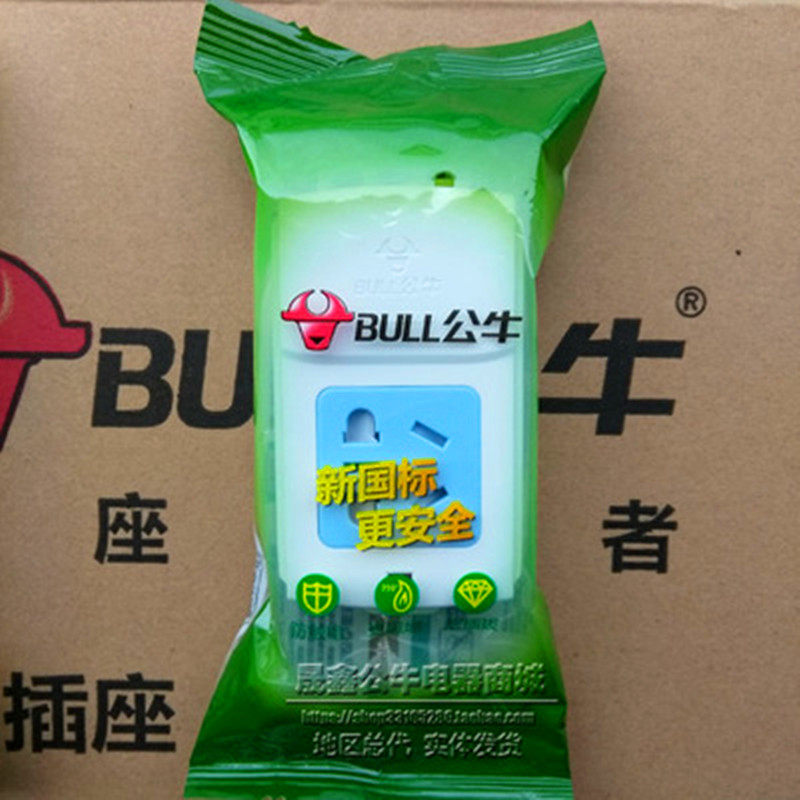 BULL公牛
BULL公牛
BU 牛®
座 者
新国标
更安全
插座
晟鑫公牛电器商城
地区总代 实体发货